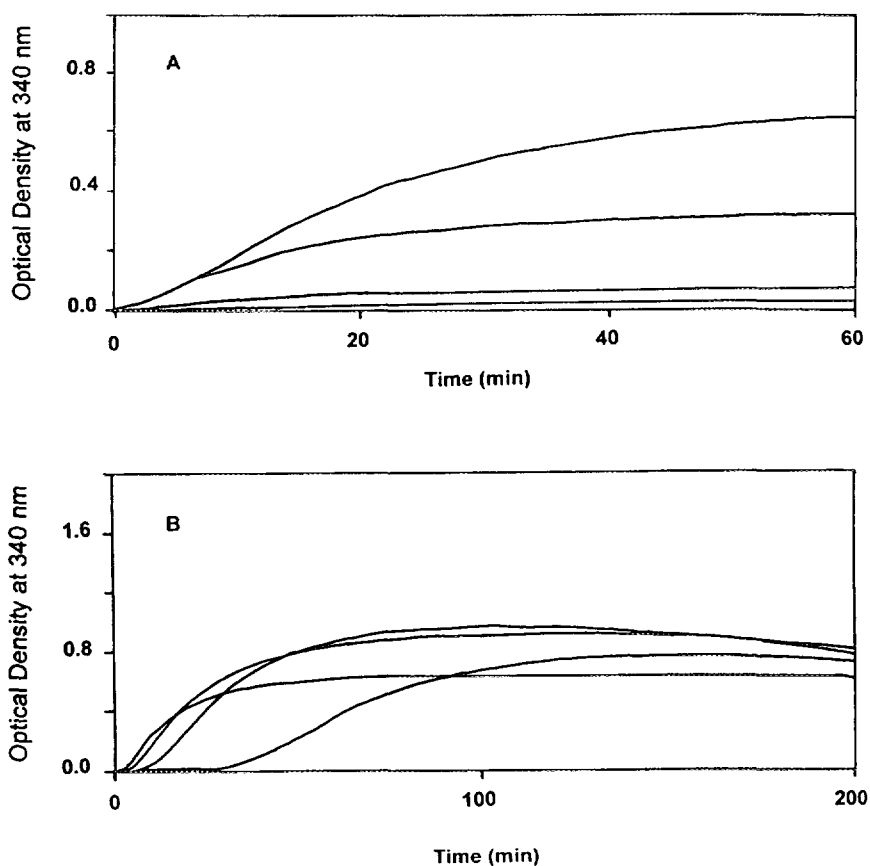 A
Optical Density at 340 nm
0.8
0.4
0.0
0 20 40 60
Time (min)
B
Optical Density at 340 nm
1.6
0.8
0.0
0 100 200
Time (min)